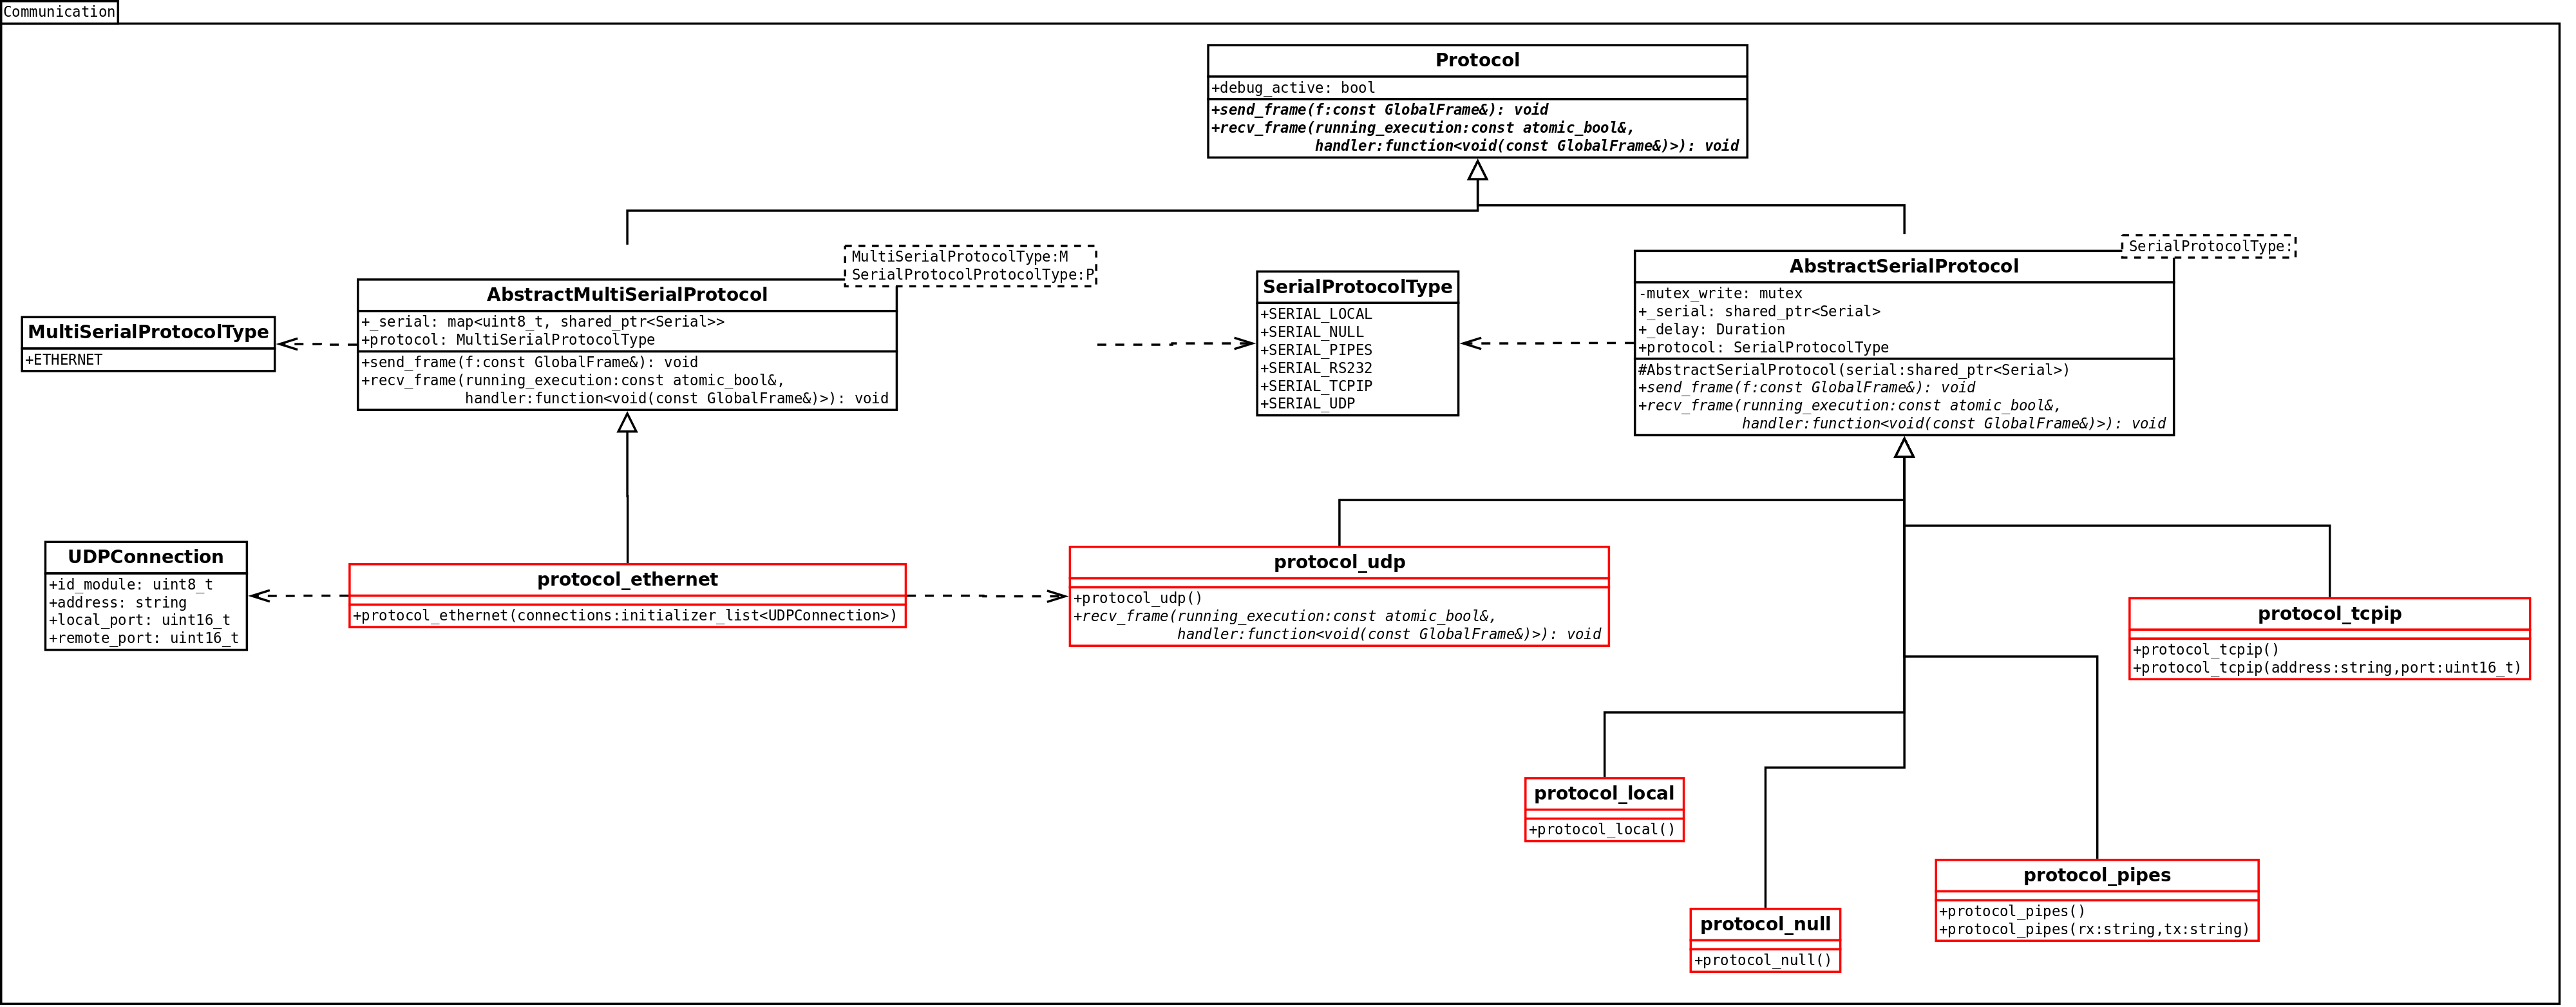 Communication
Protocol
+debug_active: bool
+send_frame(f:const GlobalFrame&): void
+recv_frame(running_execution:const atomic_bool&,
handler:function<void(const GlobalFrame&)>): void
MultiSerialProtocolType:M
SerialProtocolProtocolType:P
AbstractMultiSerialProtocol
+_serial: map<uint8_t, shared_ptr<Serial>>
+protocol: MultiSerialProtocolType
+send_frame(f:const GlobalFrame&): void
+recv_frame(running_execution:const atomic_bool&,
handler:function<void(const GlobalFrame&)>): void
MultiSerialProtocolType
+ETHERNET
SerialProtocolType
+SERIAL_LOCAL
+SERIAL_NULL
+SERIAL_PIPES
+SERIAL_RS232
+SERIAL_TCPIP
+SERIAL_UDP
SerialProtocolType:
AbstractSerialProtocol
-mutex_write: mutex
+_serial: shared_ptr<Serial>
+_delay: Duration
+protocol: SerialProtocolType
#AbstractSerialProtocol(serial:shared_ptr<Serial>)
+send_frame(f:const GlobalFrame&): void
+recv_frame(running_execution:const atomic_bool&,
handler:function<void(const GlobalFrame&)>): void
UDPConnection
+id_module: uint8_t
+address: string
+local_port: uint16_t
+remote_port: uint16_t
protocol_ethernet
+protocol_ethernet(connections:initializer_list<UDPConnection>)
protocol_udp
+protocol_udp()
+recv_frame(running_execution:const atomic_bool&,
handler:function<void(const GlobalFrame&)>): void
protocol_tcpip
+protocol_tcpip()
+protocol_tcpip(address:string,port:uint16_t)
protocol_local
+protocol_local()
protocol_null
+protocol_null()
protocol_pipes
+protocol_pipes()
+protocol_pipes(rx:string,tx:string)